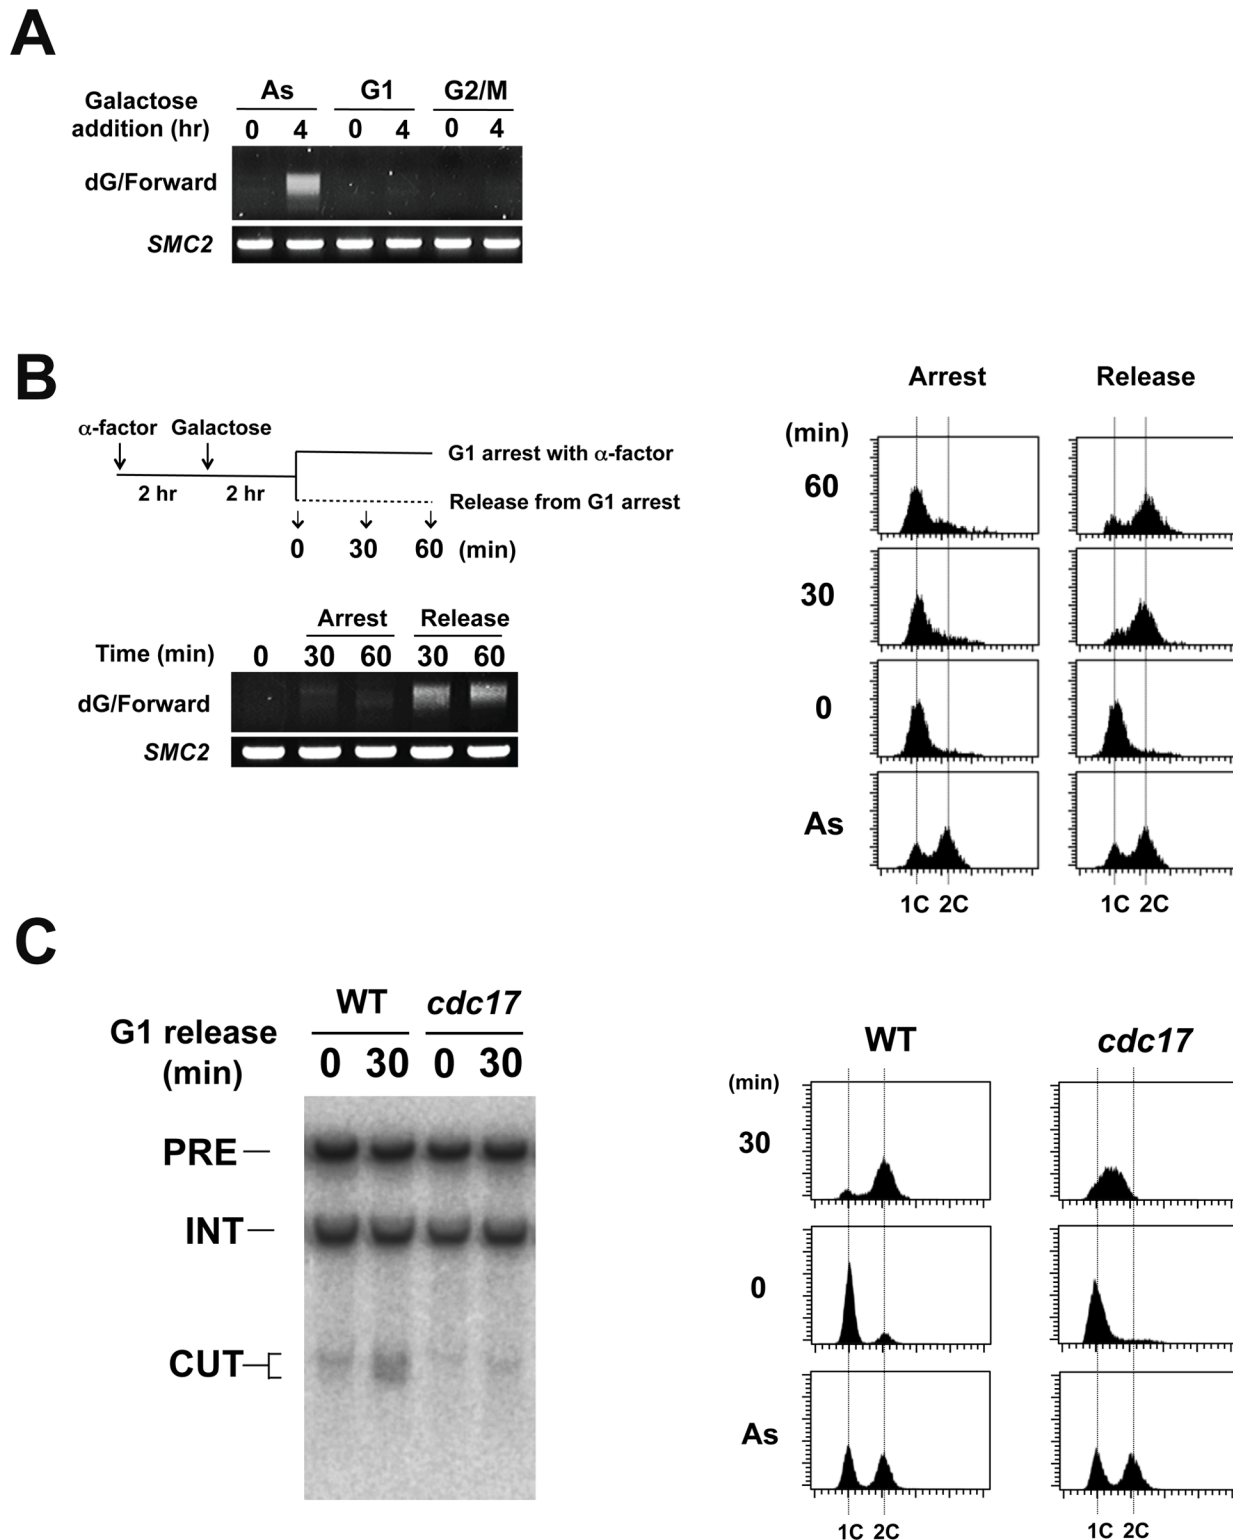 A
Galactose addition (hr)
As G1 G2/M
0 4 0 4 0 4
dG/Forward
SMC2
B
α-factor Galactose
2 hr 2 hr
G1 arrest with α-factor
Release from G1 arrest
0 30 60 (min)
Arrest Release
Time (min) 0 30 60 30 60
dG/Forward
SMC2
Arrest Release
(min)
60
30
0
As
1C 2C 1C 2C
C
WT cdc17
G1 release
(min)
0 30 0 30
PRE
INT
CUT
WT cdc17
(min)
30
0
As
1C 2C 1C 2C